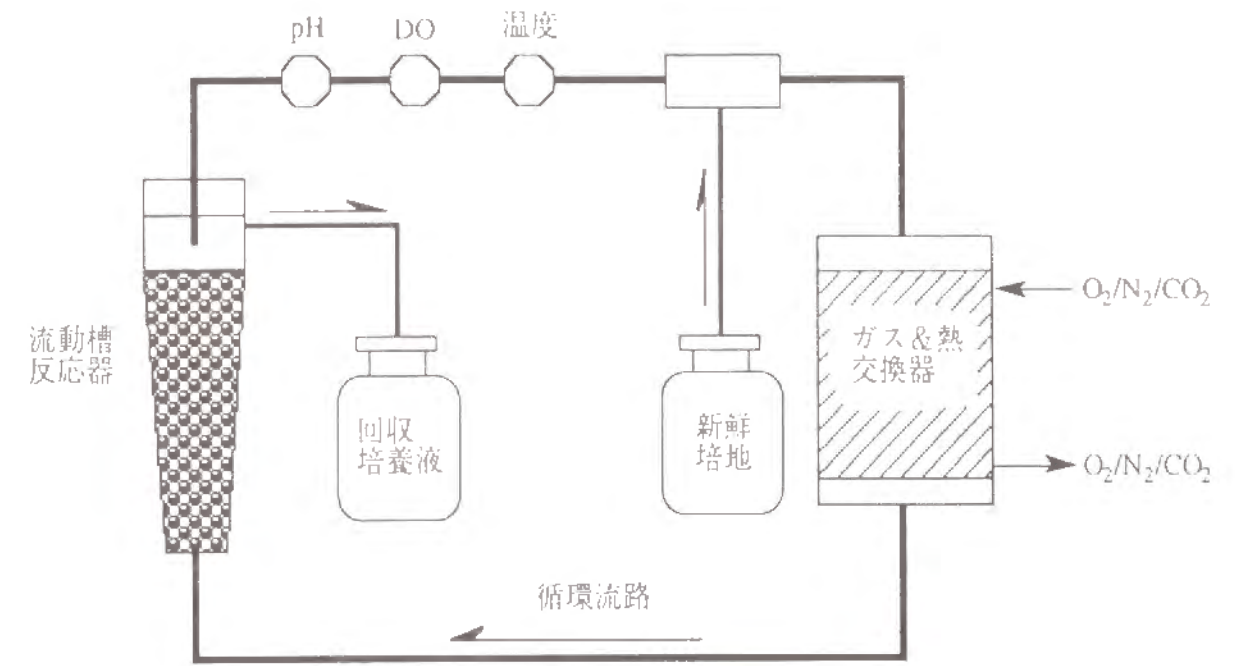 pH DO 温度
O₂/N₂/CO₂
流動槽
反応器
ガス&熱
交換器
回収
培養液
新鮮
培地
O₂/N₂/CO₂
循環流路